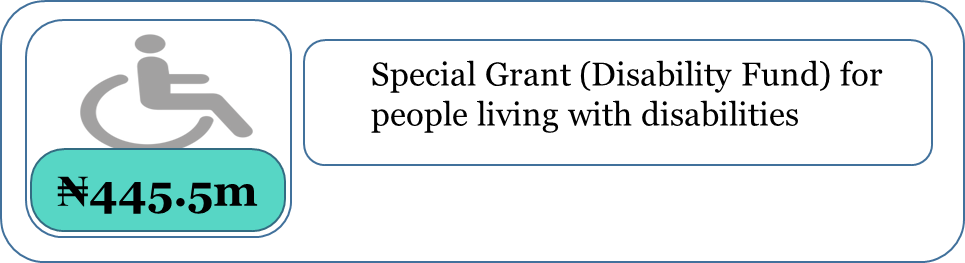 ₦445.5m
Special Grant (Disability Fund) for
people living with disabilities